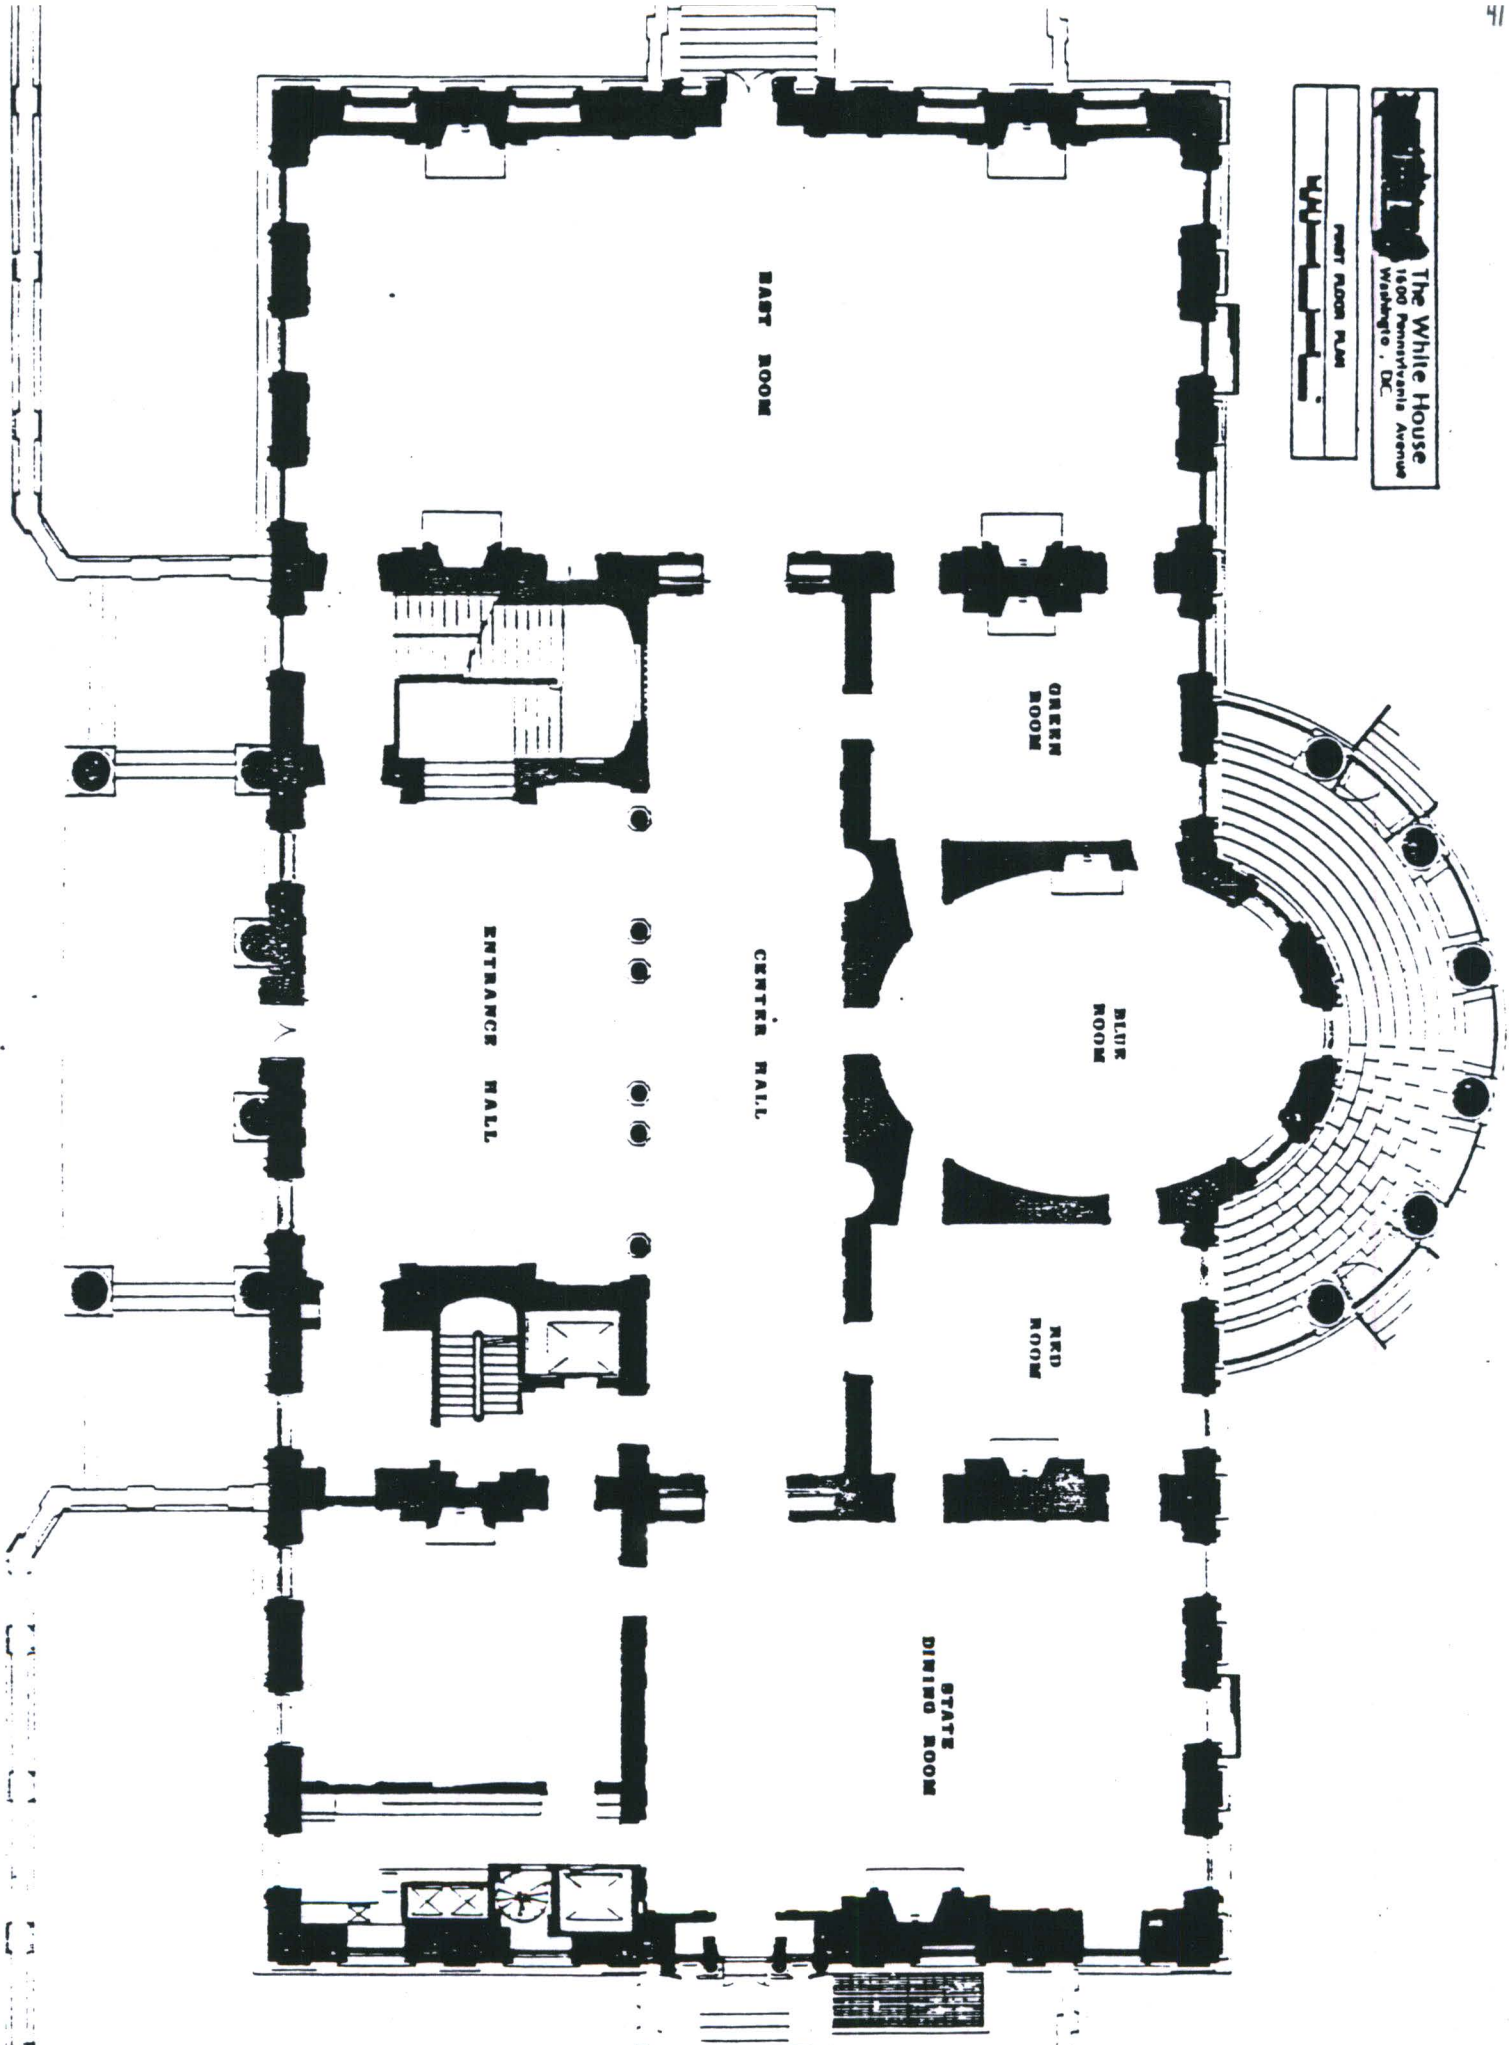 41
The White House
1600 Pennsylvania Avenue
Washington, DC
FIRST FLOOR PLAN
EAST ROOM
GREEN
ROOM
BLUE
ROOM
CENTER HALL
ENTRANCE HALL
RED
ROOM
STATE
DINING ROOM